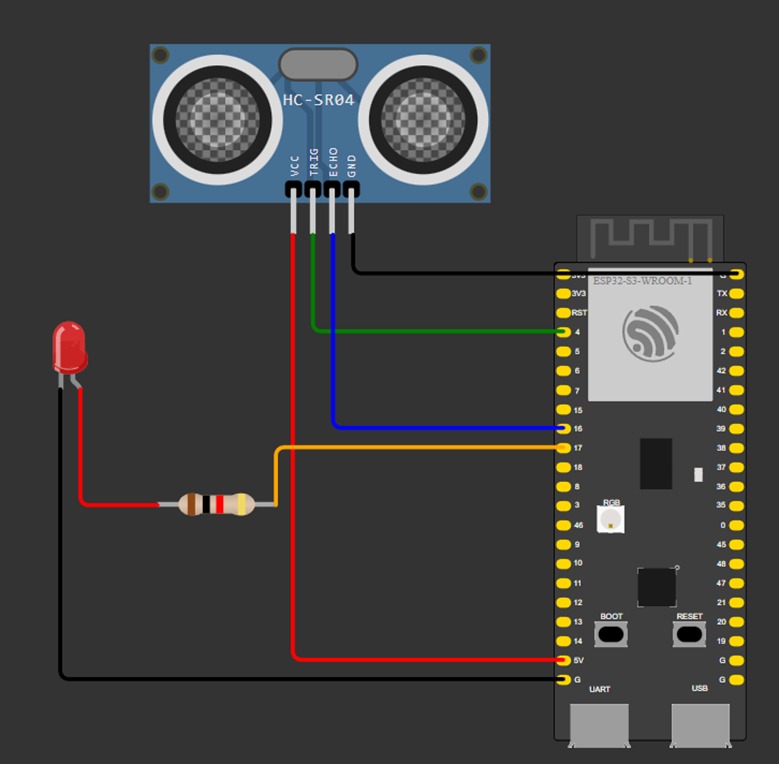 HC-SR04
VCC
TRIG
ECHO
GND
ESP32-S3-WROOM-1
3V3
3V3
RST
4
5
6
7
15
16
17
18
8
3
46
9
10
11
12
13
14
5V
G
G
TX
RX
1
2
42
41
40
39
38
37
36
35
0
45
48
47
21
20
19
G
G
RGB
BOOT
RESET
UART
USB